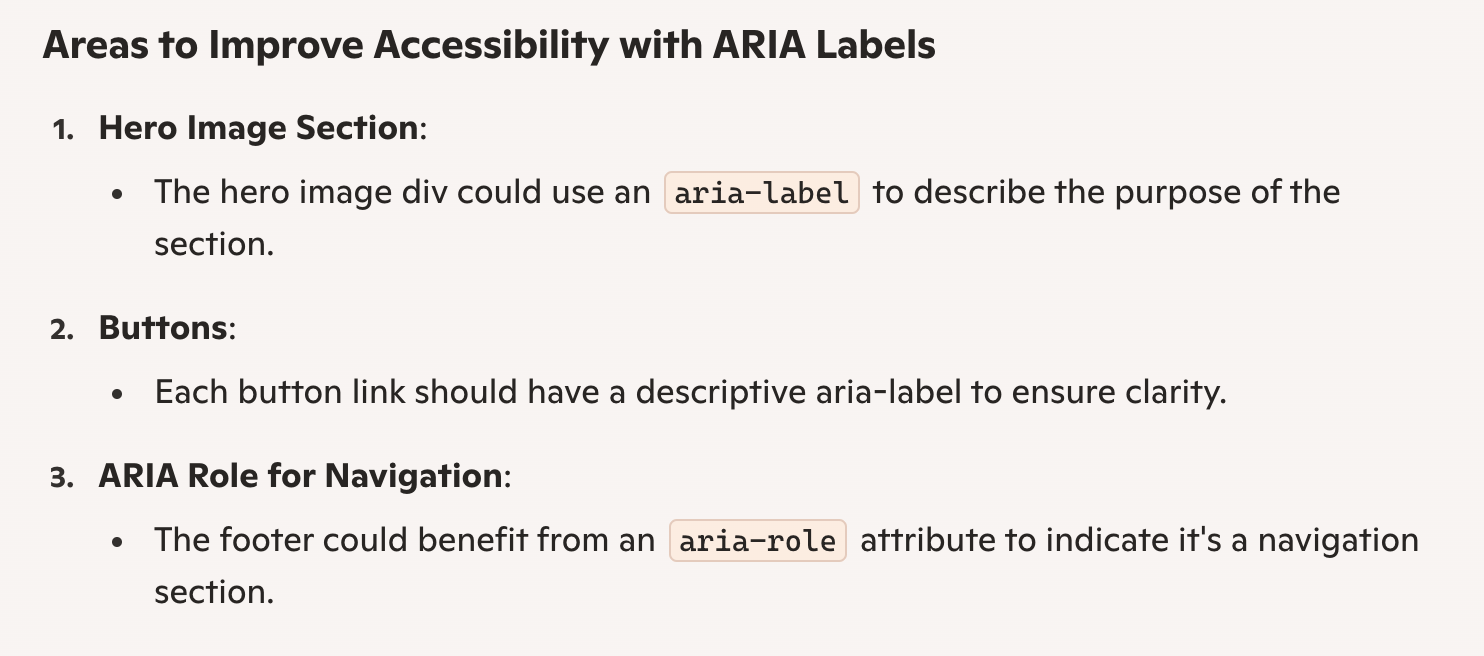 Areas to Improve Accessibility with ARIA Labels
1. Hero Image Section:
• The hero image div could use an aria-label to describe the purpose of the
section.
2. Buttons:
• Each button link should have a descriptive aria-label to ensure clarity.
3. ARIA Role for Navigation:
• The footer could benefit from an aria-role attribute to indicate it's a navigation
section.